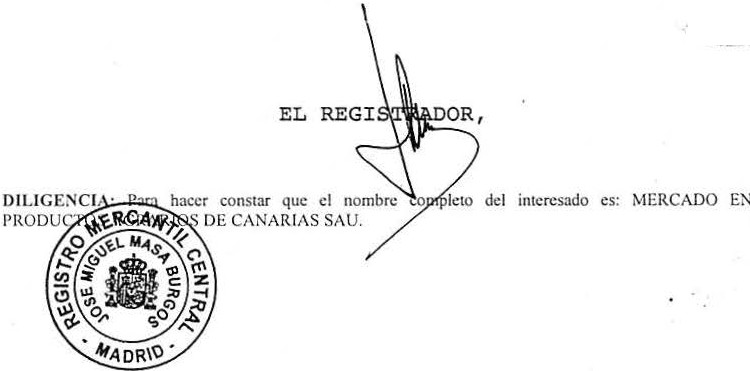 EL REGISTRADOR,
DILIGENCIA: Para hacer constar que el nombre completo del interesado es: MERCADO EN
DE CANARIAS SAU.
REGISTRO MERCANTIL CENTRAL
JOSE MIGUEL MASA BURGOS
- MADRID -